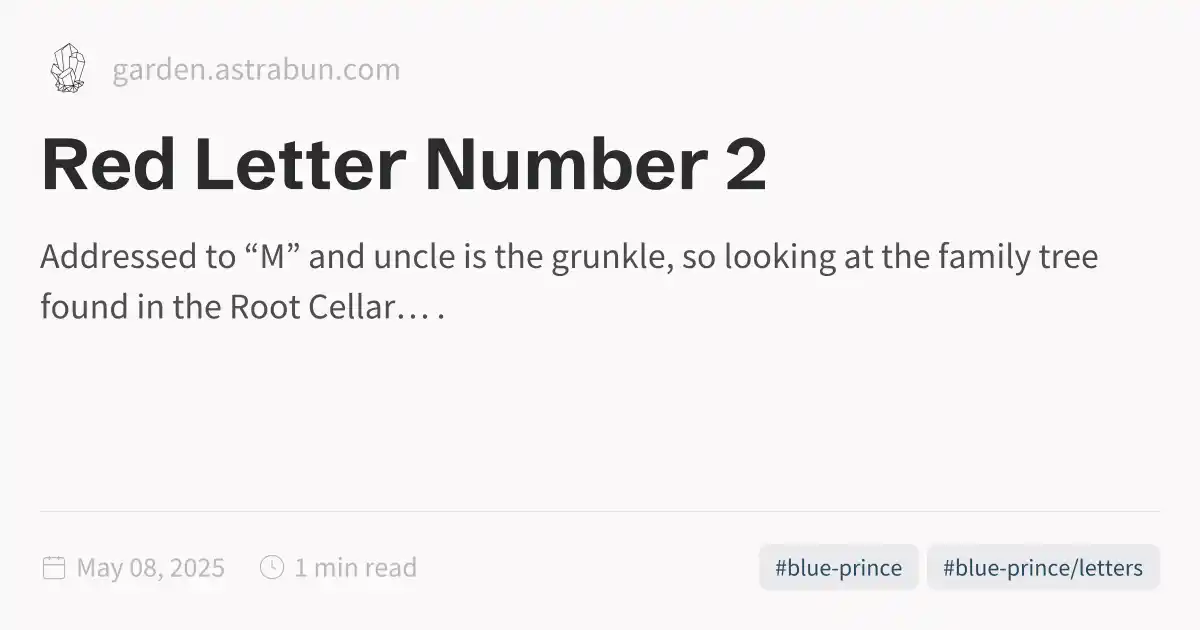 garden.astrabun.com
Red Letter Number 2
Addressed to “M” and uncle is the grunkle, so looking at the family tree
found in the Root Cellar… .
May 08, 2025
1 min read
#blue-prince
#blue-prince/letters